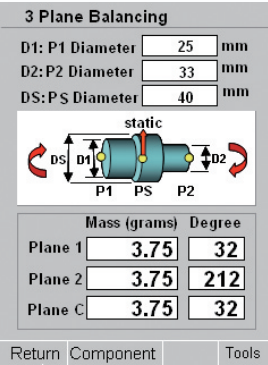 3 Plane Balancing
D1: P1 Diameter 25 mm
D2: P2 Diameter 33 mm
DS: PS Diameter 40 mm
static
DS D1 D2
P1 PS P2
Mass (grams) Degree
Plane 1 3.75 32
Plane 2 3.75 212
Plane C 3.75 32
Return Component Tools